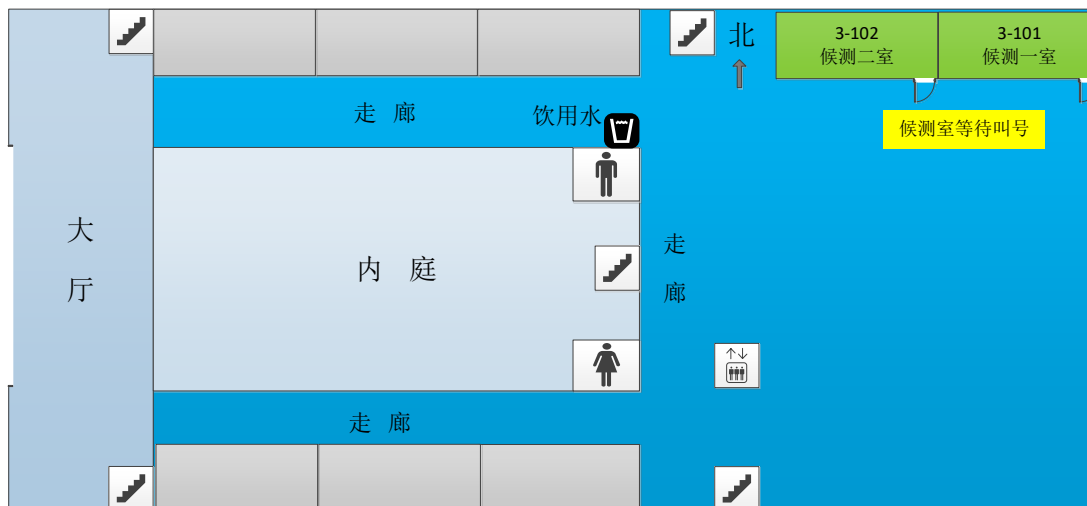 北
3-102
候测二室
3-101
候测一室
走 廊
饮用水
候测室等待叫号
大
厅
内 庭
走
廊
走 廊